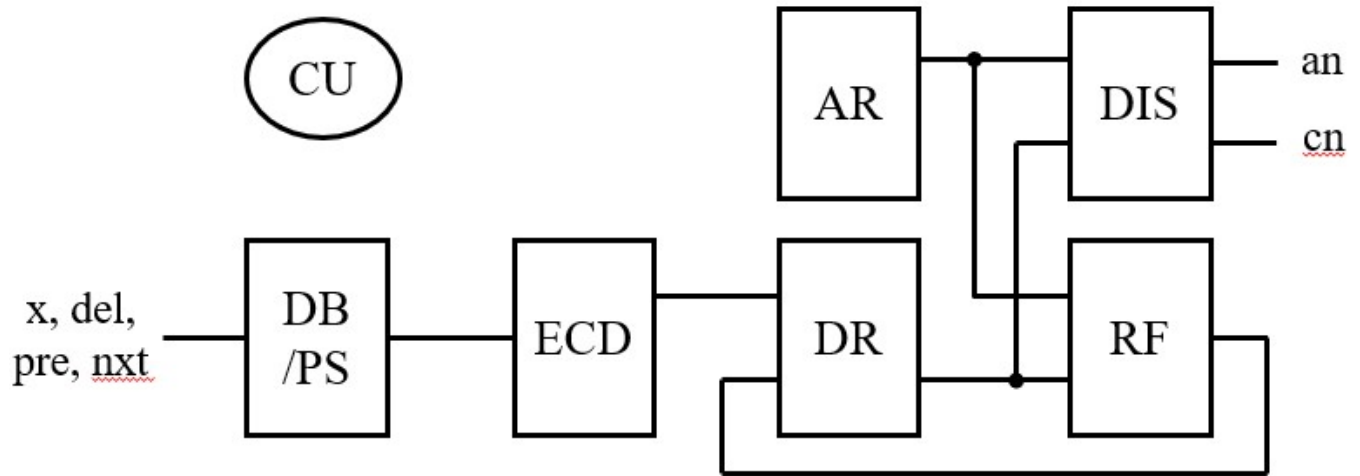 CU
AR
DIS
an
cn
x, del,
pre, nxt
DB
/PS
ECD
DR
RF